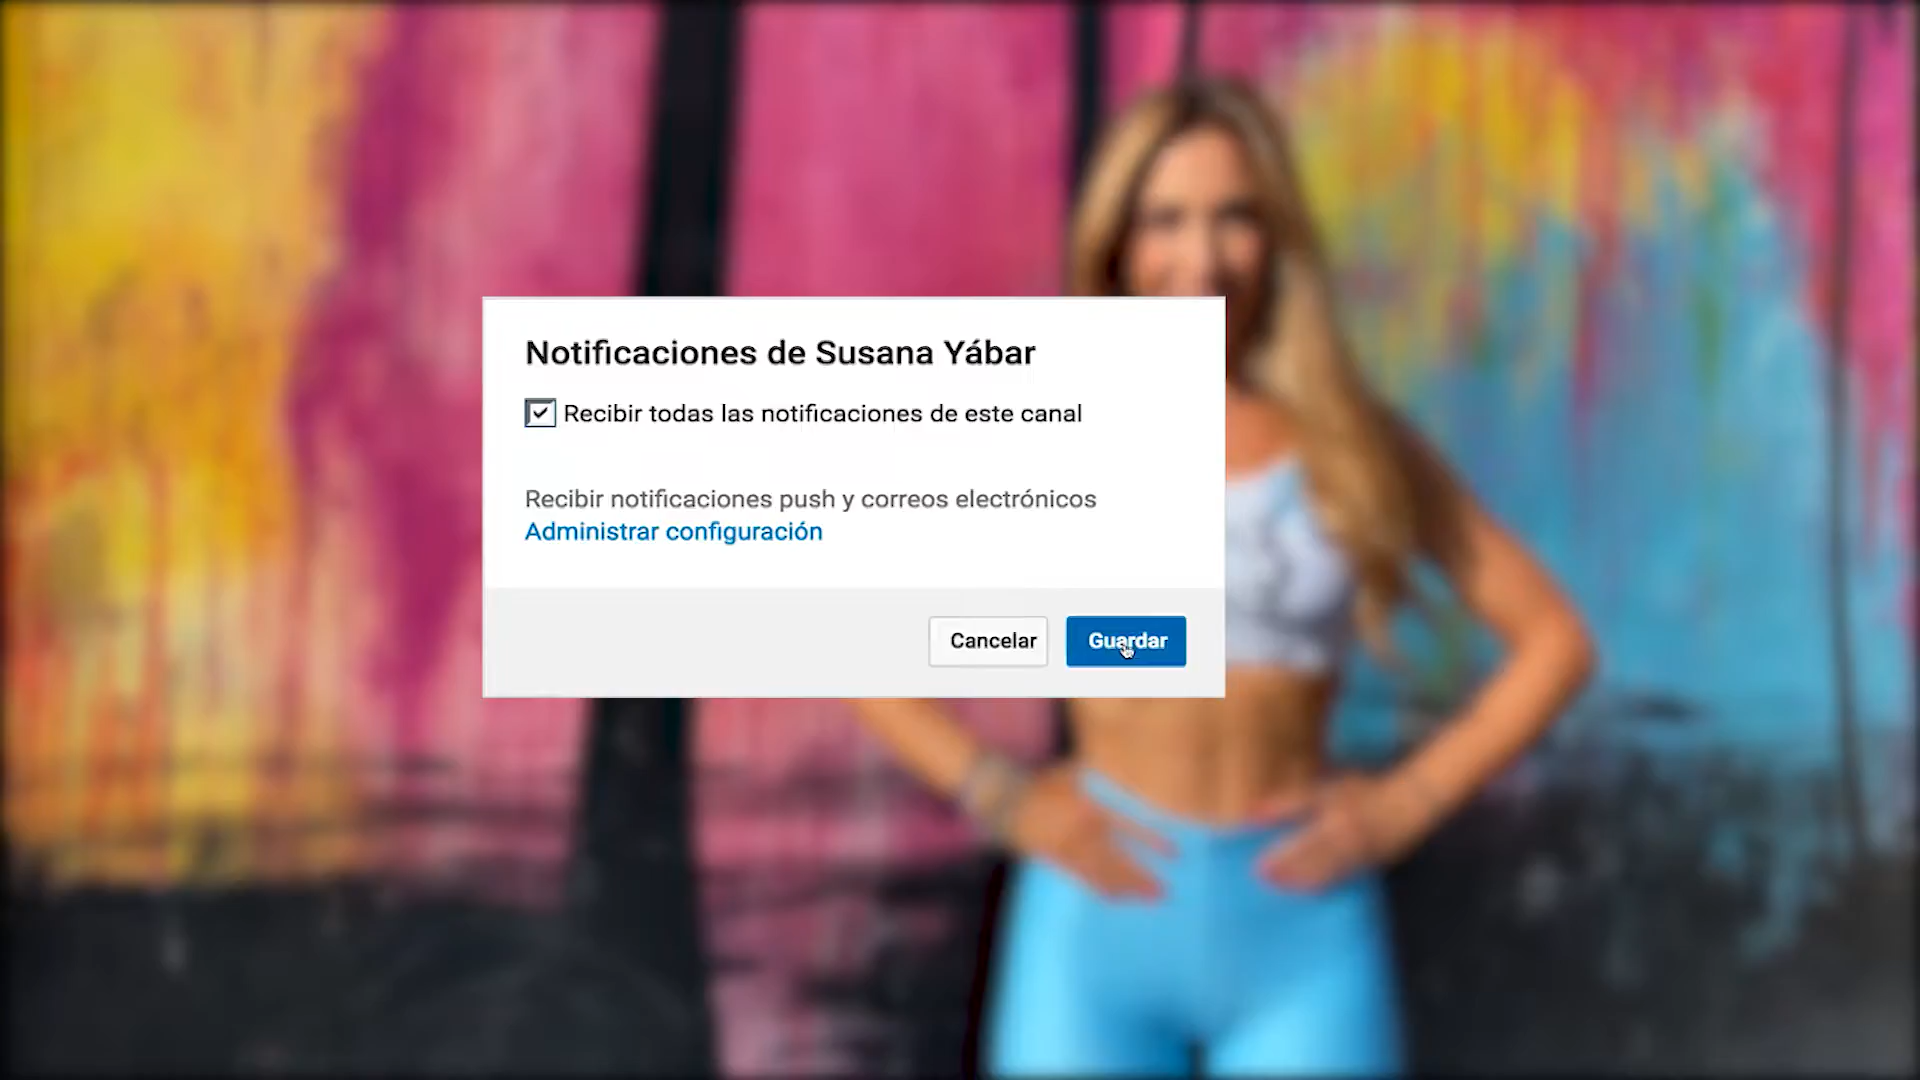 Notificaciones de Susana Yábar
Recibir todas las notificaciones de este canal
Recibir notificaciones push y correos electrónicos
Administrar configuración
Cancelar
Guardar